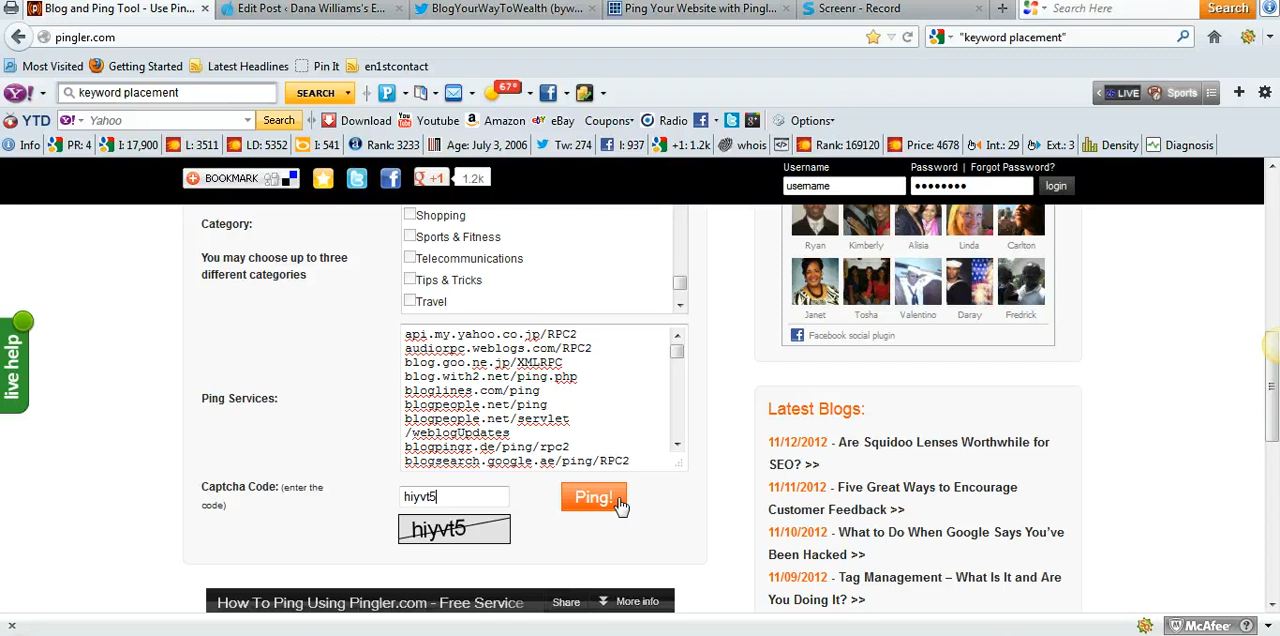 Blog and Ping Tool - Use Pin... ×
Edit Post ‹ Dana Williams's E... ×
BlogYourWayToWealth (byw... ×
Ping Your Website with Pingl... ×
Screenr - Record ×
+
Search Here
Search
pingler.com
"keyword placement"
Most Visited
Getting Started
Latest Headlines
Pin It
en1stcontact
Y!
keyword placement
SEARCH
67°
LIVE
Sports
YTD
Yahoo
Search
Download
Youtube
Amazon
eBay
Coupons
Radio
Options
Info
PR: 4
I: 17,900
L: 3511
LD: 5352
I: 541
Rank: 3233
Age: July 3, 2006
Tw: 274
I: 937
+1: 1.2k
whois
Rank: 169120
Price: 4678
Int.: 29
Ext.: 3
Density
Diagnosis
BOOKMARK
+1
1.2k
Username
Password | Forgot Password?
username
login
Category:
You may choose up to three
different categories
Shopping
Sports & Fitness
Telecommunications
Tips & Tricks
Travel
Ryan
Kimberly
Alisia
Linda
Carlton
Janet
Tosha
Valentino
Daray
Fredrick
Facebook social plugin
live help
Ping Services:
api.my.yahoo.co.jp/RPC2
audiorpc.weblogs.com/RPC2
blog.goo.ne.jp/XMLRPC
blog.with2.net/ping.php
bloglines.com/ping
blogpeople.net/ping
blogpeople.net/servlet
/weblogUpdates
blogpingr.de/ping/rpc2
blogsearch.google.ae/ping/RPC2
Captcha Code: (enter the
code)
hiyvt5
Ping!
hiyvt5
Latest Blogs:
11/12/2012 - Are Squidoo Lenses Worthwhile for
SEO? >>
11/11/2012 - Five Great Ways to Encourage
Customer Feedback >>
11/10/2012 - What to Do When Google Says You've
Been Hacked >>
11/09/2012 - Tag Management – What Is It and Are
You Doing It? >>
How To Ping Using Pingler.com - Free Service
Share
More info
McAfee